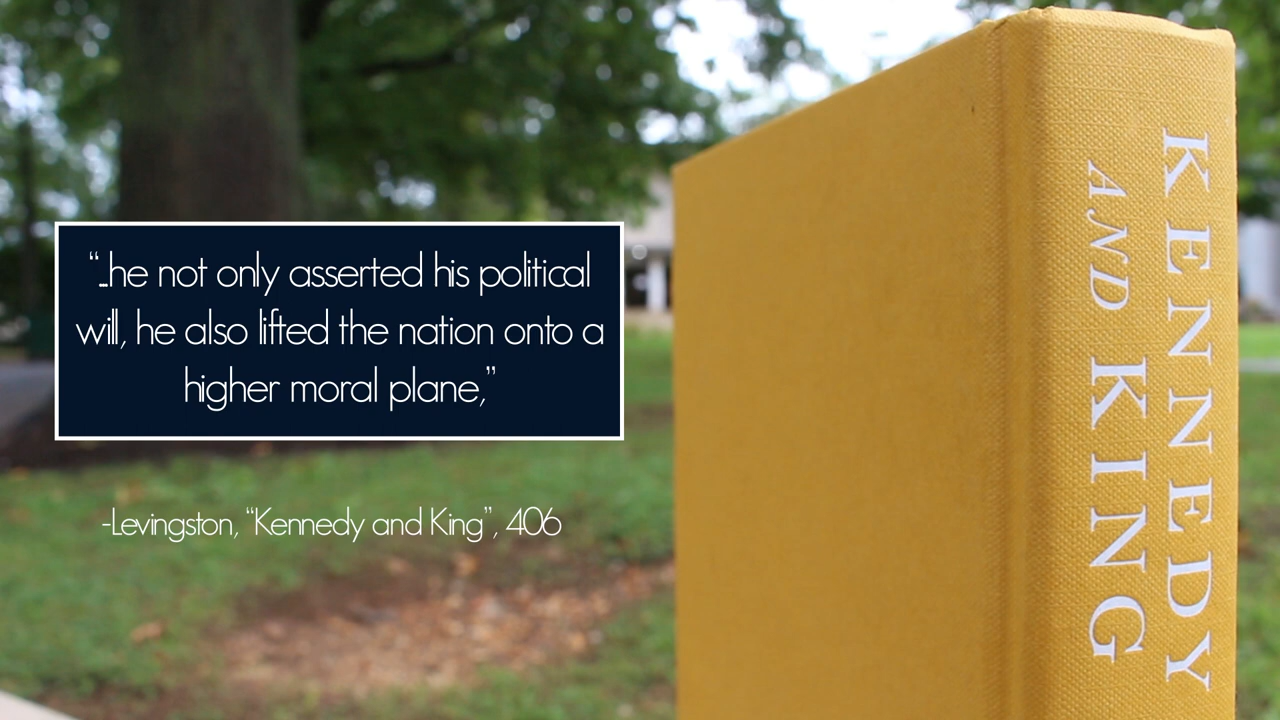 “...he not only asserted his political
will, he also lifted the nation onto a
higher moral plane,”
-Levingston, “Kennedy and King”, 406
KENNEDY
AND KING